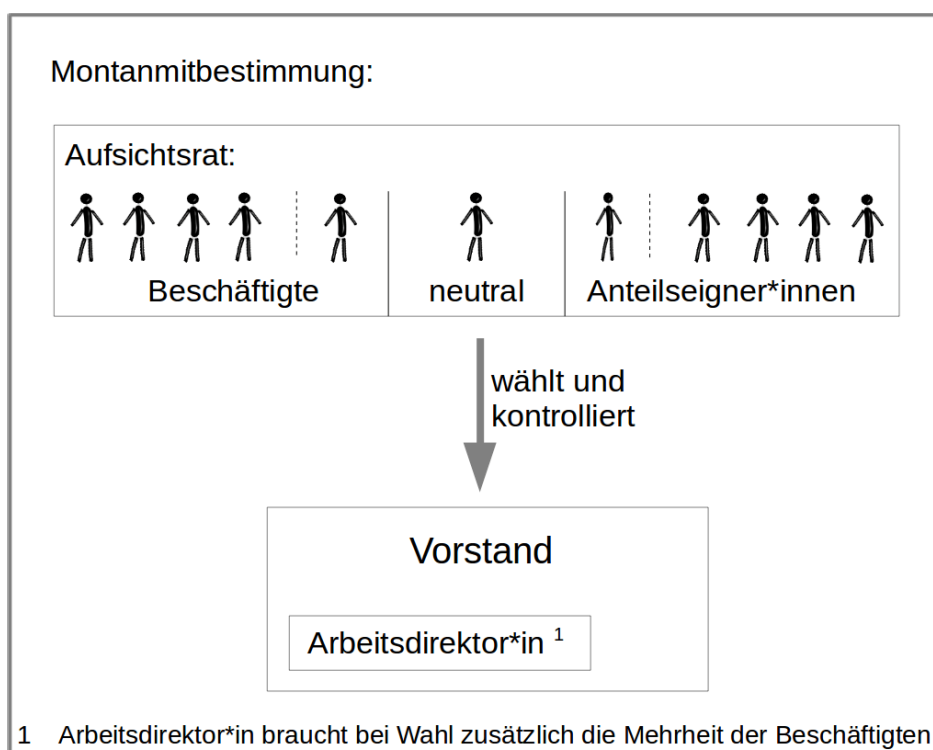 Montanmitbestimmung:
Aufsichtsrat:
Beschäftigte neutral Anteilseigner*innen
wählt und
kontrolliert
Vorstand
Arbeitsdirektor*in 1
1 Arbeitsdirektor*in braucht bei Wahl zusätzlich die Mehrheit der Beschäftigten